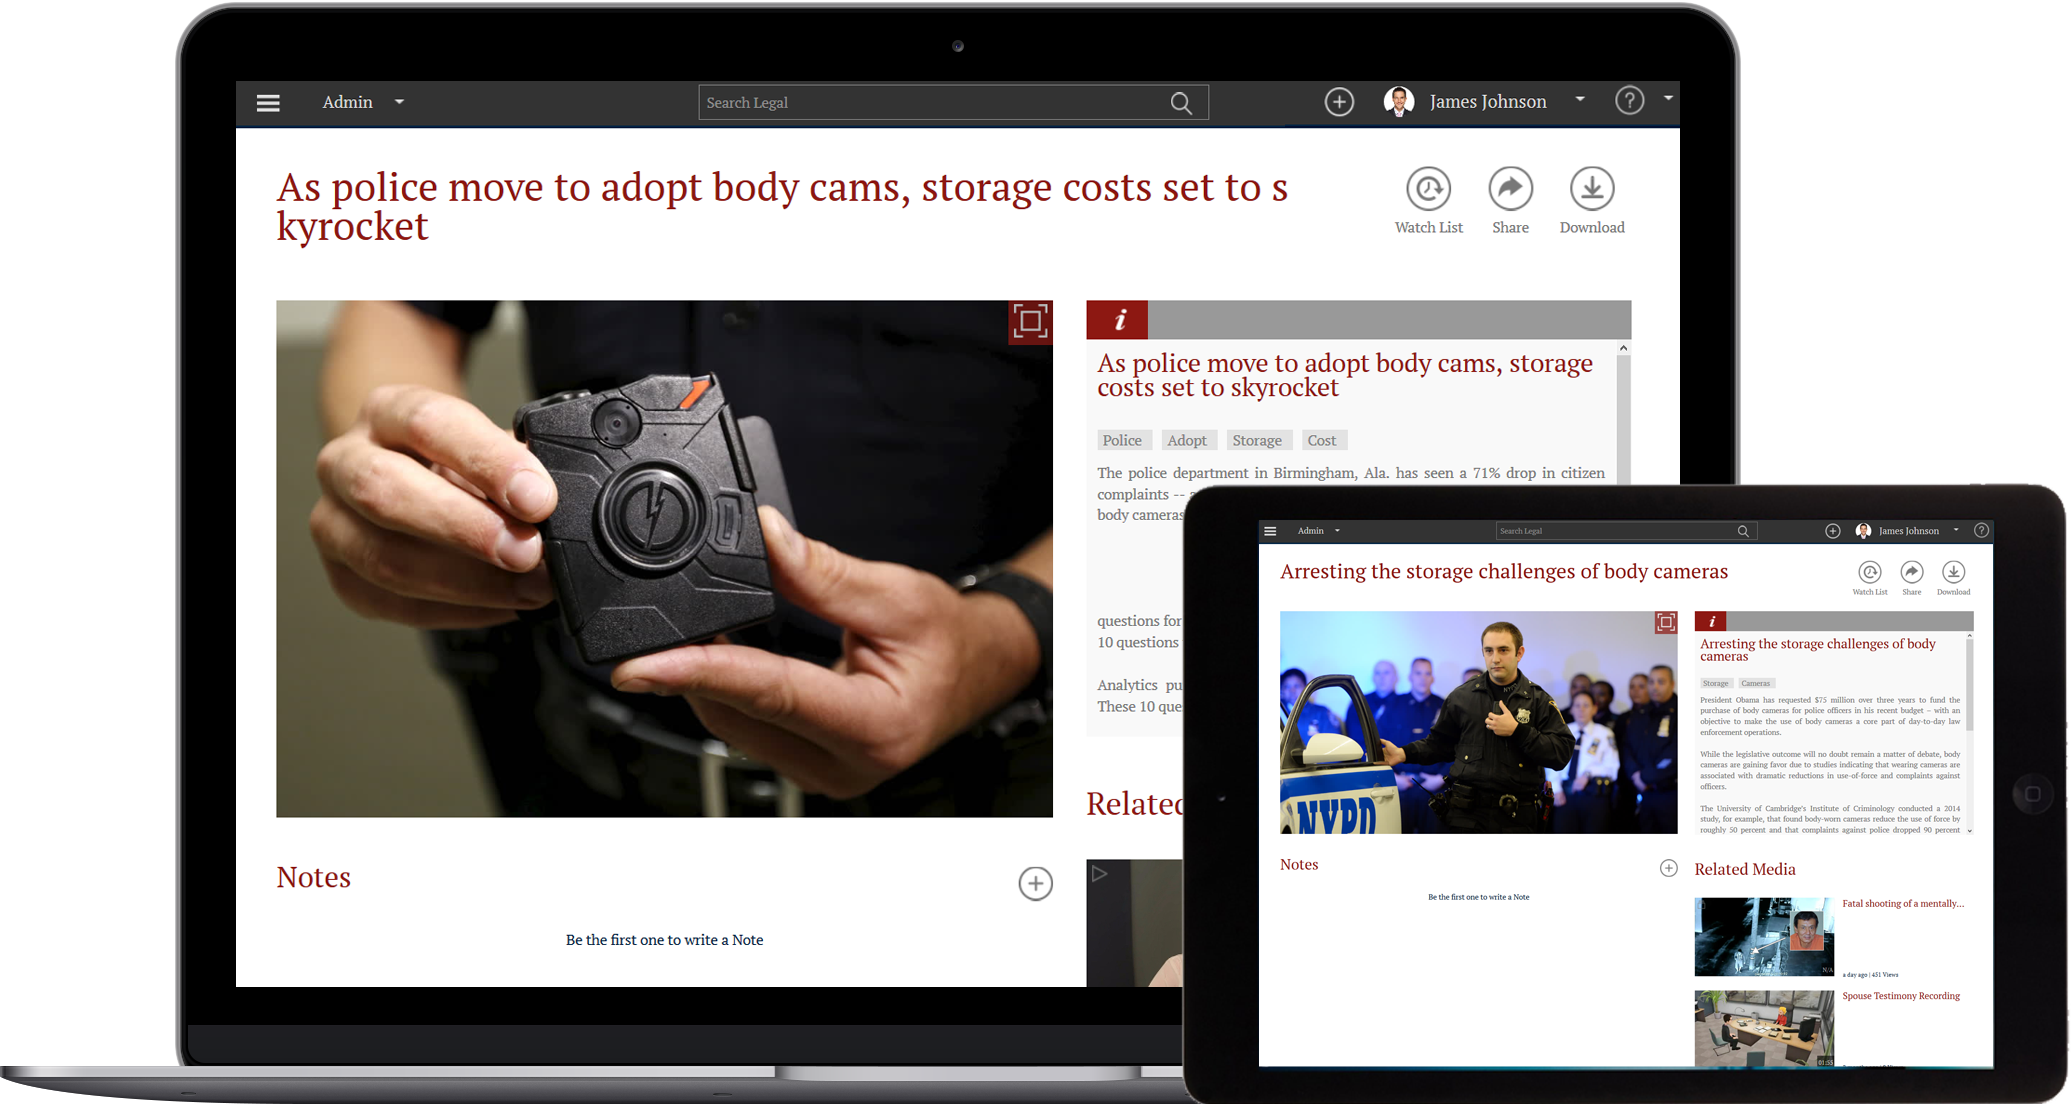 Admin
Search Legal
James Johnson
?
As police move to adopt body cams, storage costs set to s
kyrocket
Watch List
Share
Download
i
As police move to adopt body cams, storage
costs set to skyrocket
Police
Adopt
Storage
Cost
The police department in Birmingham, Ala. has seen a 71% drop in citizen
complaints --
body cameras
questions for
10 questions
Analytics
These 10
Related
Notes
Be the first one to write a Note
Admin
Search Legal
James Johnson
?
Arresting the storage challenges of body cameras
Watch List
Share
Download
NYPD
i
Arresting the storage challenges of body
cameras
Storage
Cameras
President Obama has requested $75 million over three years to fund the
purchase of body cameras for police officers in his recent budget – with an
objective to make the use of body cameras a core part of day-to-day law
enforcement operations.
While the legislative outcome will no doubt remain a matter of debate, body
cameras are gaining favor due to studies indicating that wearing cameras are
associated with dramatic reductions in use-of-force and complaints against
officers.
The University of Cambridge's Institute of Criminology conducted a 2014
study, for example, that found body-worn cameras reduce the use of force by
roughly 50 percent and that complaints against police dropped 90 percent
Notes
Be the first one to write a Note
Related Media
Fatal shooting of a mentally...
N/A
a day ago | 451 Views
Spouse Testimony Recording
01:55